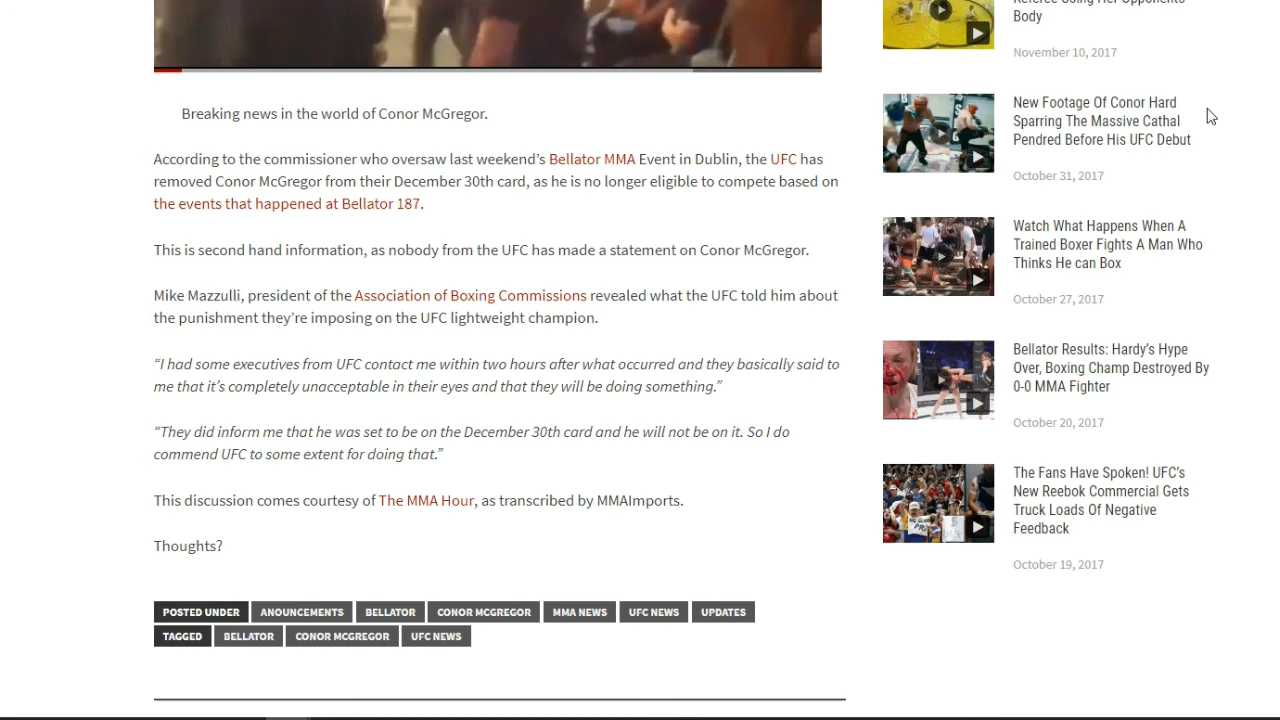 Breaking news in the world of Conor McGregor.
According to the commissioner who oversaw last weekend's Bellator MMA Event in Dublin, the UFC has
removed Conor McGregor from their December 30th card, as he is no longer eligible to compete based on
the events that happened at Bellator 187.
This is second hand information, as nobody from the UFC has made a statement on Conor McGregor.
Mike Mazzulli, president of the Association of Boxing Commissions revealed what the UFC told him about
the punishment they're imposing on the UFC lightweight champion.
“I had some executives from UFC contact me within two hours after what occurred and they basically said to
me that it's completely unacceptable in their eyes and that they will be doing something.”
“They did inform me that he was set to be on the December 30th card and he will not be on it. So I do
commend UFC to some extent for doing that.”
This discussion comes courtesy of The MMA Hour, as transcribed by MMAImports.
Thoughts?
POSTED UNDER ANOUNCEMENTS BELLATOR CONOR MCGREGOR MMA NEWS UFC NEWS UPDATES
TAGGED BELLATOR CONOR MCGREGOR UFC NEWS
Referee Using Her Opponents
Body
November 10, 2017
New Footage Of Conor Hard
Sparring The Massive Cathal
Pendred Before His UFC Debut
October 31, 2017
Watch What Happens When A
Trained Boxer Fights A Man Who
Thinks He can Box
October 27, 2017
Bellator Results: Hardy's Hype
Over, Boxing Champ Destroyed By
0-0 MMA Fighter
October 20, 2017
The Fans Have Spoken! UFC's
New Reebok Commercial Gets
Truck Loads Of Negative
Feedback
October 19, 2017